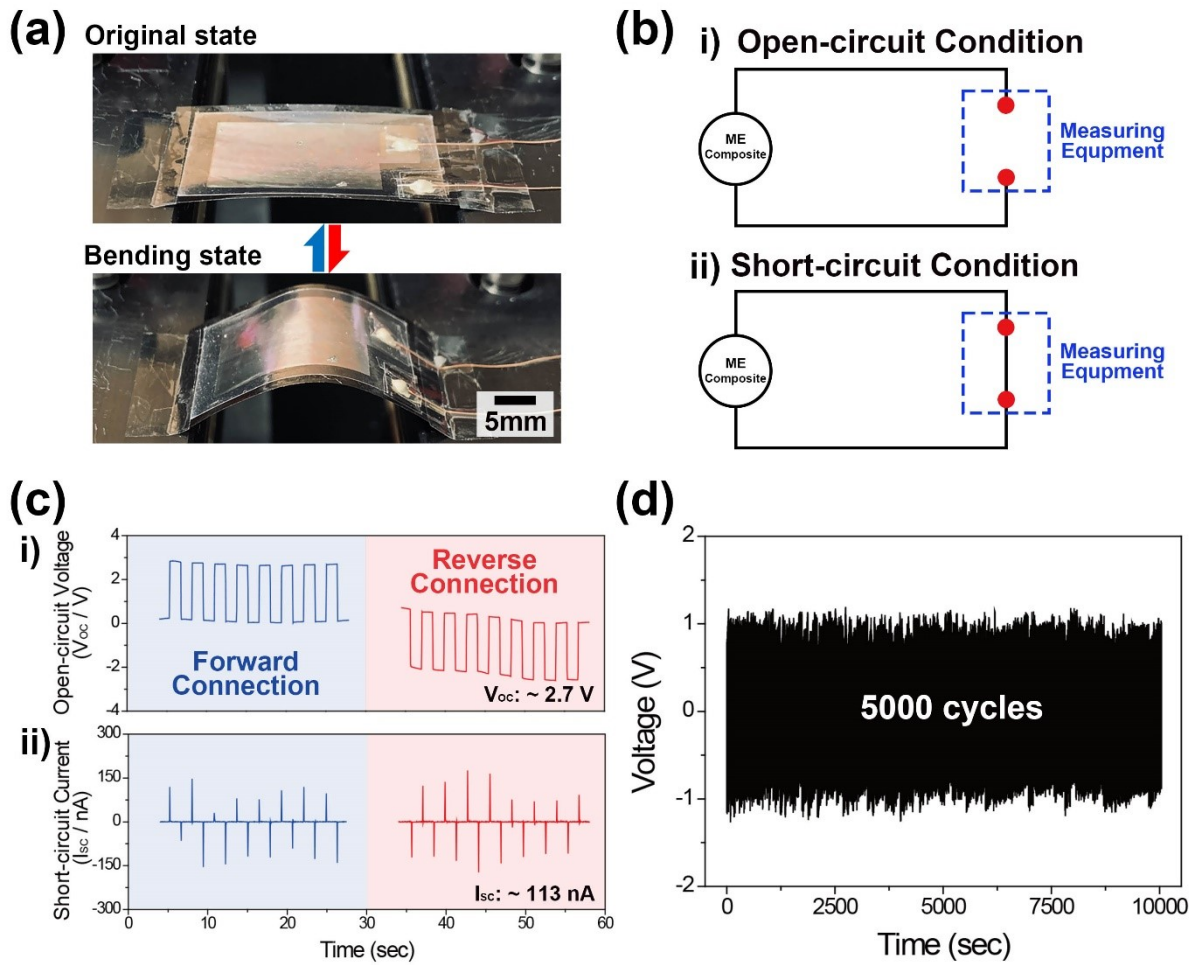 (a)
Original state
Bending state
5mm
(b)
i) Open-circuit Condition
ME
Composite
Measuring
Equpment
ii) Short-circuit Condition
ME
Composite
Measuring
Equpment
(c)
i)
Open-circuit Voltage
(Voc / V)
4
2
0
-2
-4
Forward
Connection
Reverse
Connection
Voc: ~ 2.7 V
ii)
Short-circuit Current
(Isc / nA)
300
150
0
-150
-300
Isc: ~ 113 nA
0 10 20 30 40 50 60
Time (sec)
(d)
Voltage (V)
2
1
0
-1
-2
5000 cycles
0 2500 5000 7500 10000
Time (sec)